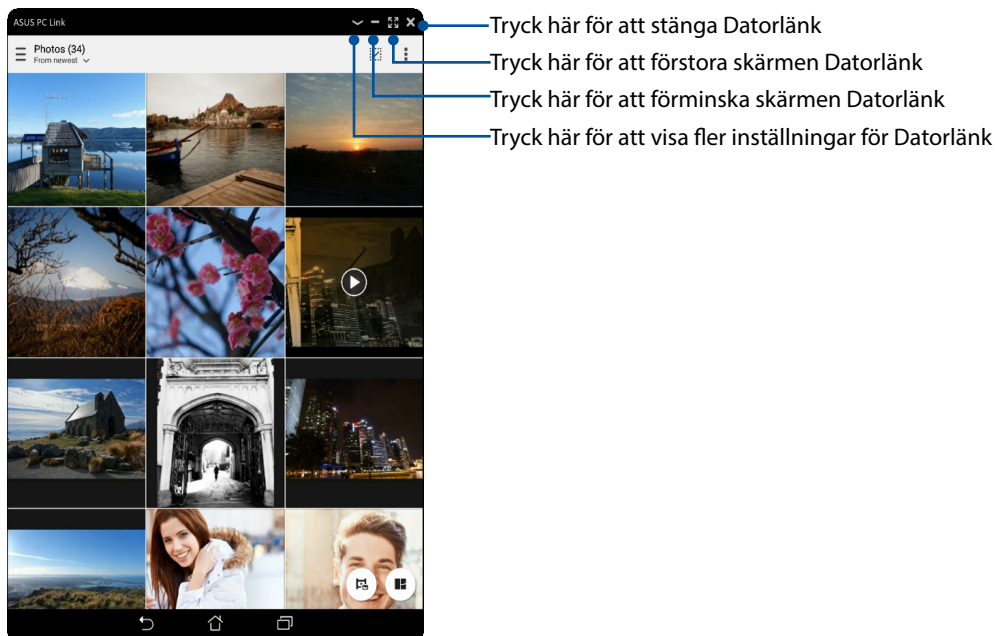 ASUS PC Link
Tryck här för att stänga Datorlänk
Photos (34)
From newest
Tryck här för att förstora skärmen Datorlänk
Tryck här för att förminska skärmen Datorlänk
Tryck här för att visa fler inställningar för Datorlänk